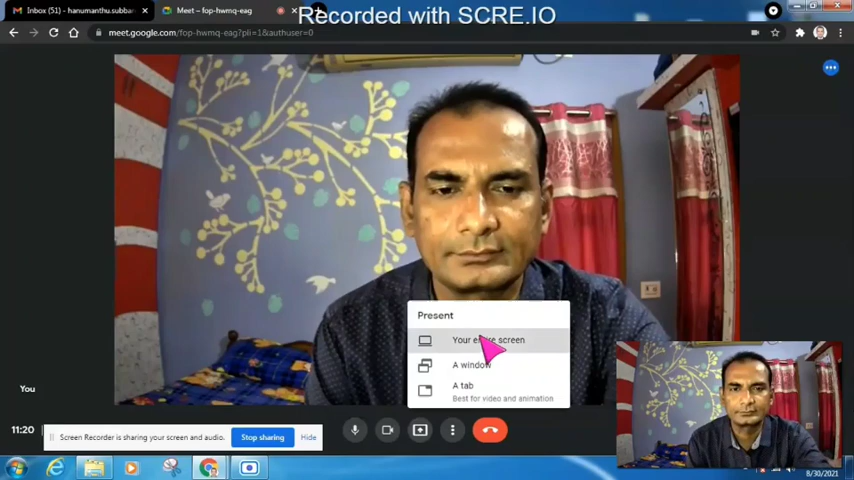 Inbox (51) - hanumanthu.subba
Meet – fop-hwmq-eag
Recorded with SCRE.IO
meet.google.com/fop-hwmq-eag?pli=1&authuser=0
Present
Your entire screen
A window
A tab
Best for video and animation
You
11:20
Screen Recorder is sharing your screen and audio.
Stop sharing
Hide
8/30/2021